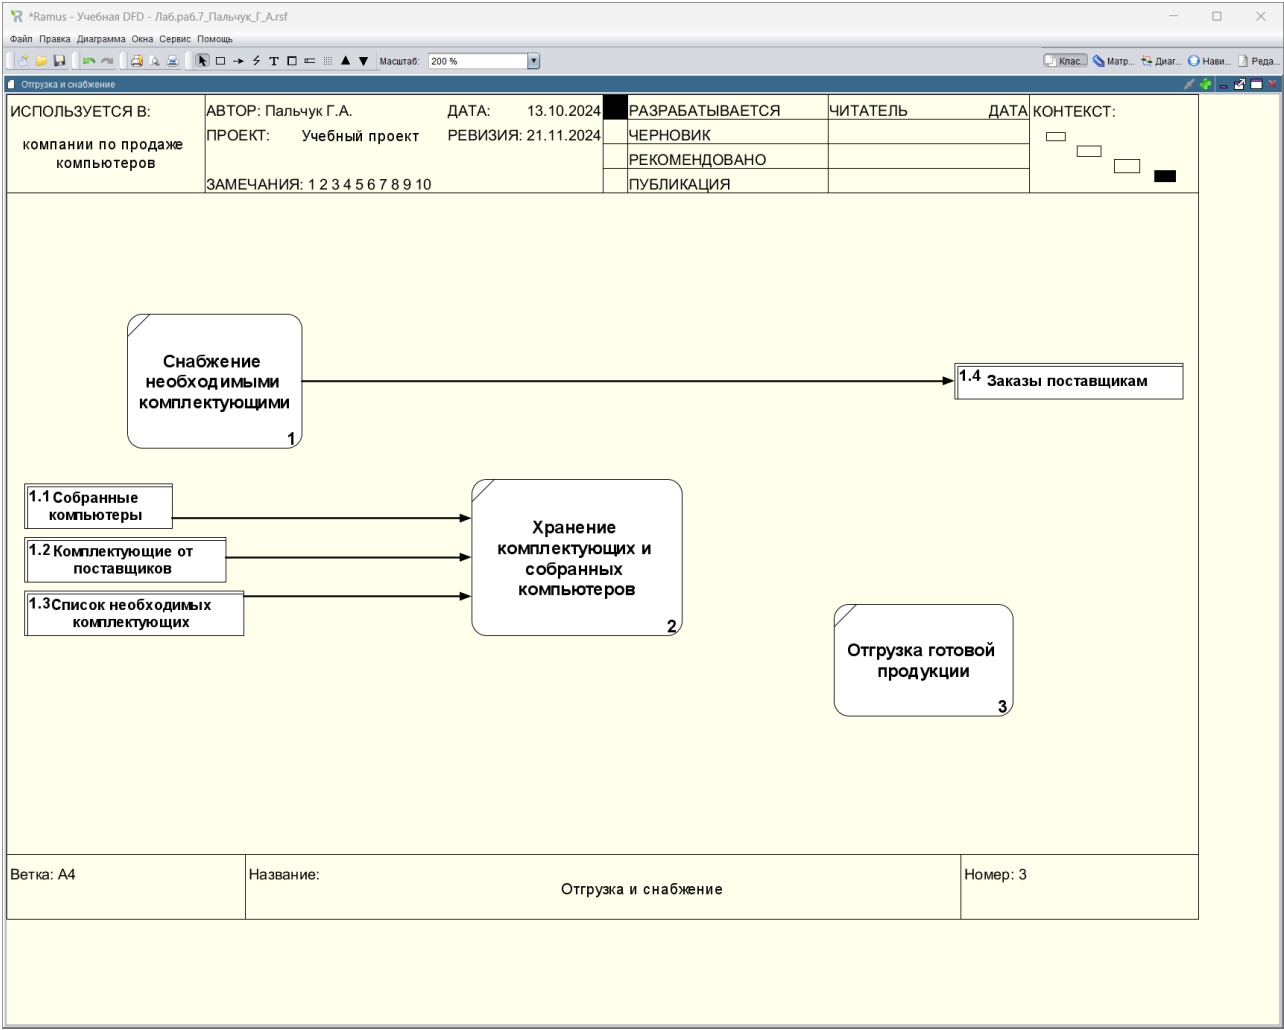 *Ramus - Учебная DFD - Лаб.раб.7_Пальчук_Г_А.rsf
Файл Правка Диаграмма Окна Сервис Помощь
Масштаб: 200 %
Клас... Матр... Диаг... Нави... Реда...
Отгрузка и снабжение
ИСПОЛЬЗУЕТСЯ В:
компании по продаже
компьютеров
АВТОР: Пальчук Г.А.
ДАТА: 13.10.2024
ПРОЕКТ: Учебный проект
РЕВИЗИЯ: 21.11.2024
ЗАМЕЧАНИЯ: 1 2 3 4 5 6 7 8 9 10
РАЗРАБАТЫВАЕТСЯ
ЧЕРНОВИК
РЕКОМЕНДОВАНО
ПУБЛИКАЦИЯ
ЧИТАТЕЛЬ ДАТА
КОНТЕКСТ:
Снабжение
необходимыми
комплектующими
1
1.4 Заказы поставщикам
1.1 Собранные
компьютеры
1.2 Комплектующие от
поставщиков
1.3 Список необходимых
комплектующих
Хранение
комплектующих и
собранных
компьютеров
2
Отгрузка готовой
продукции
3
Ветка: A4
Название:
Отгрузка и снабжение
Номер: 3